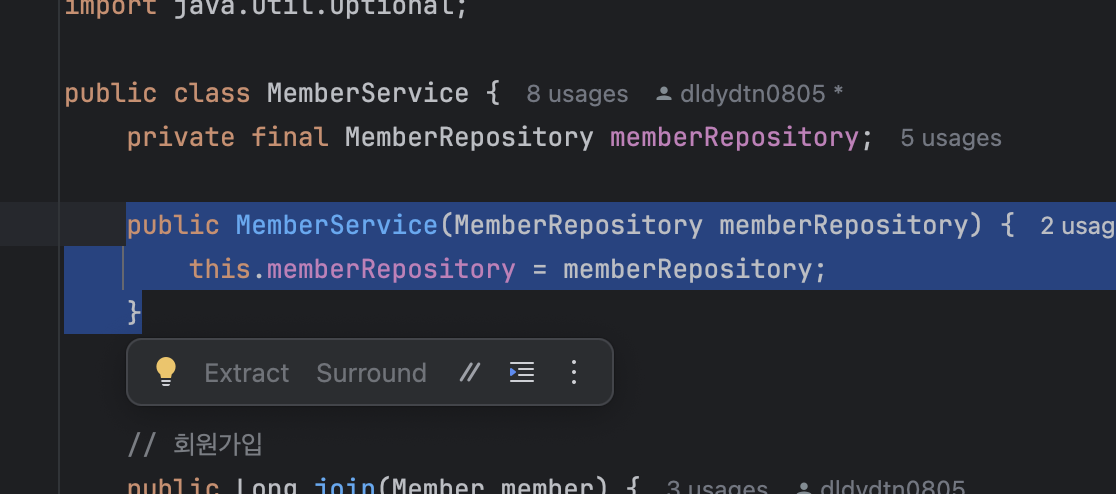 import java.util.Optional;
public class MemberService { 8 usages dldydtn0805 *
private final MemberRepository memberRepository; 5 usages
public MemberService(MemberRepository memberRepository) { 2 usag
this.memberRepository = memberRepository;
}
Extract Surround //
// 회원가입
public Long join(Member member) { 3 usages dldydtn0805